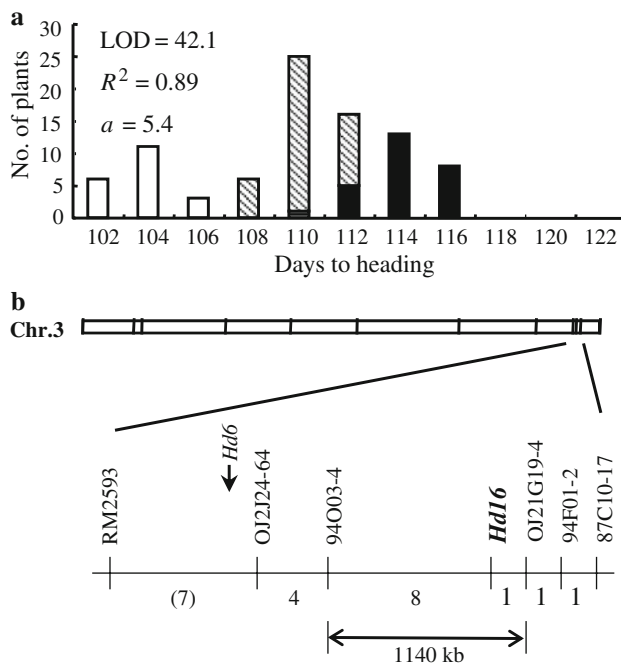 a
No. of plants
30
25
20
15
10
5
0
LOD = 42.1
R² = 0.89
a = 5.4
102 104 106 108 110 112 114 116 118 120 122
Days to heading
b
Chr.3
RM2593
Hd6
OJ2J24-64
94O03-4
Hd16
OJ21G19-4
94F01-2
87C10-17
(7) 4 8 1 1 1
1140 kb